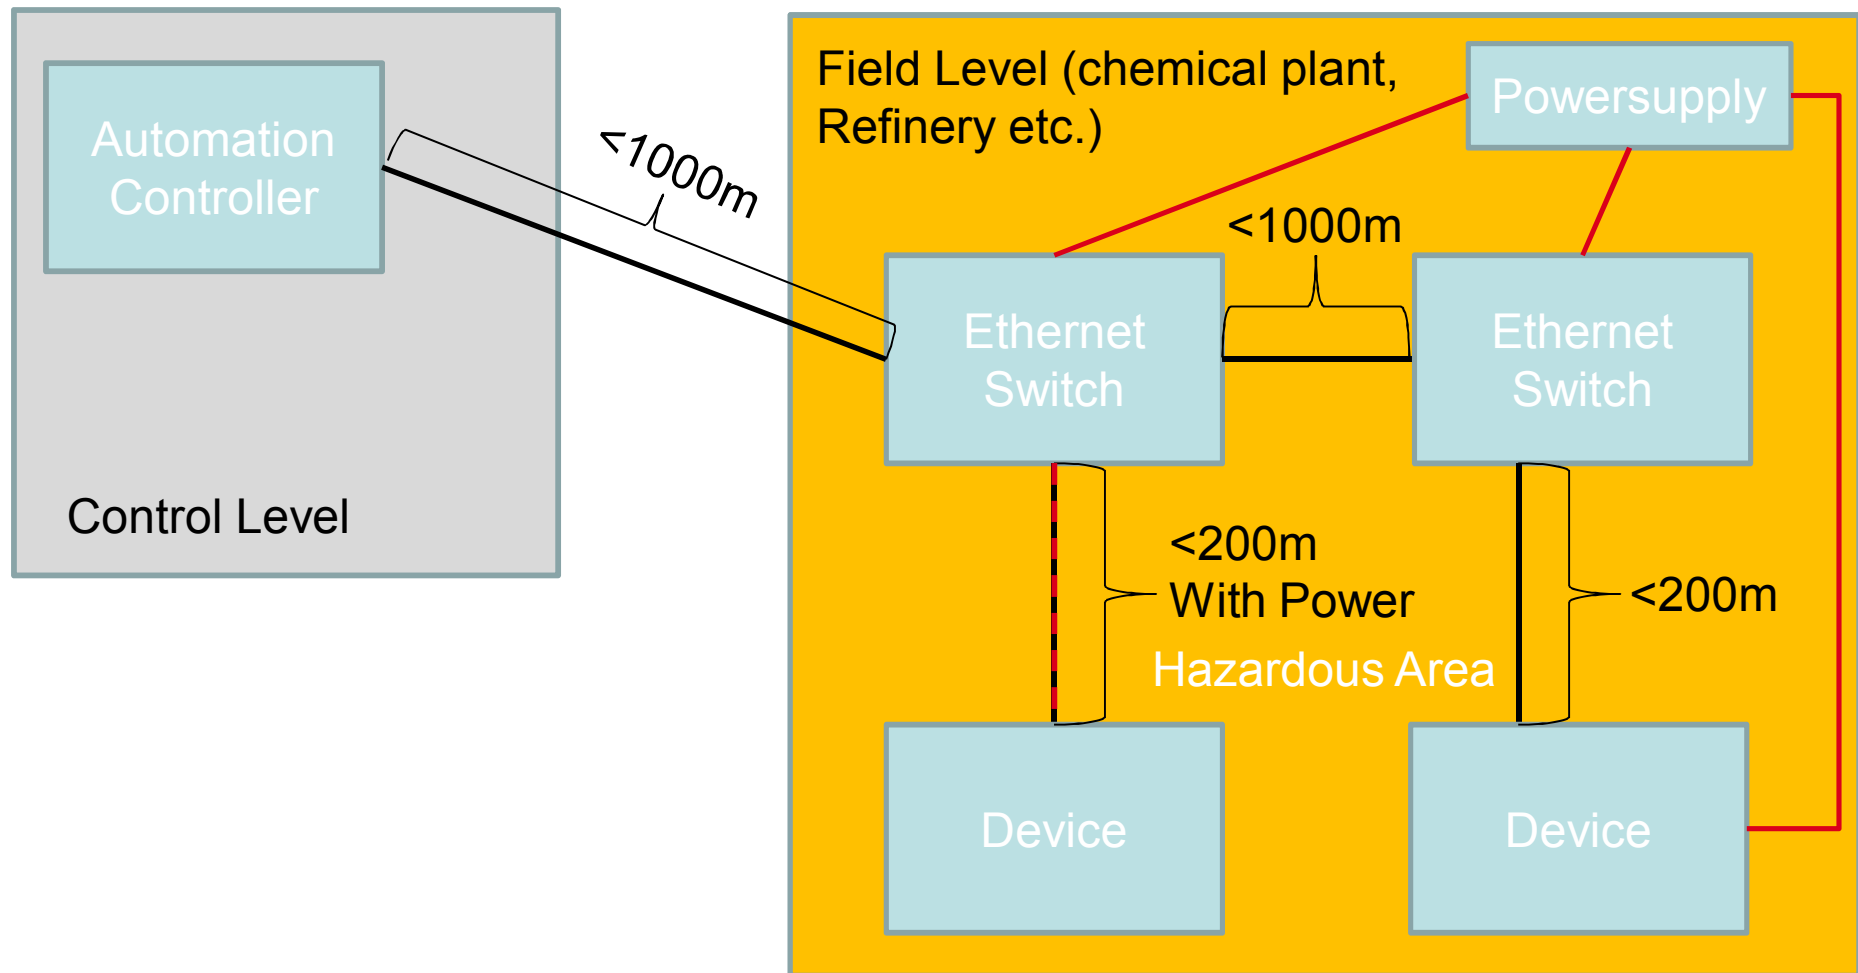 Automation
Controller
Control Level
<1000m
Field Level (chemical plant,
Refinery etc.)
Powersupply
<1000m
Ethernet
Switch
Ethernet
Switch
<200m
With Power
<200m
Hazardous Area
Device
Device